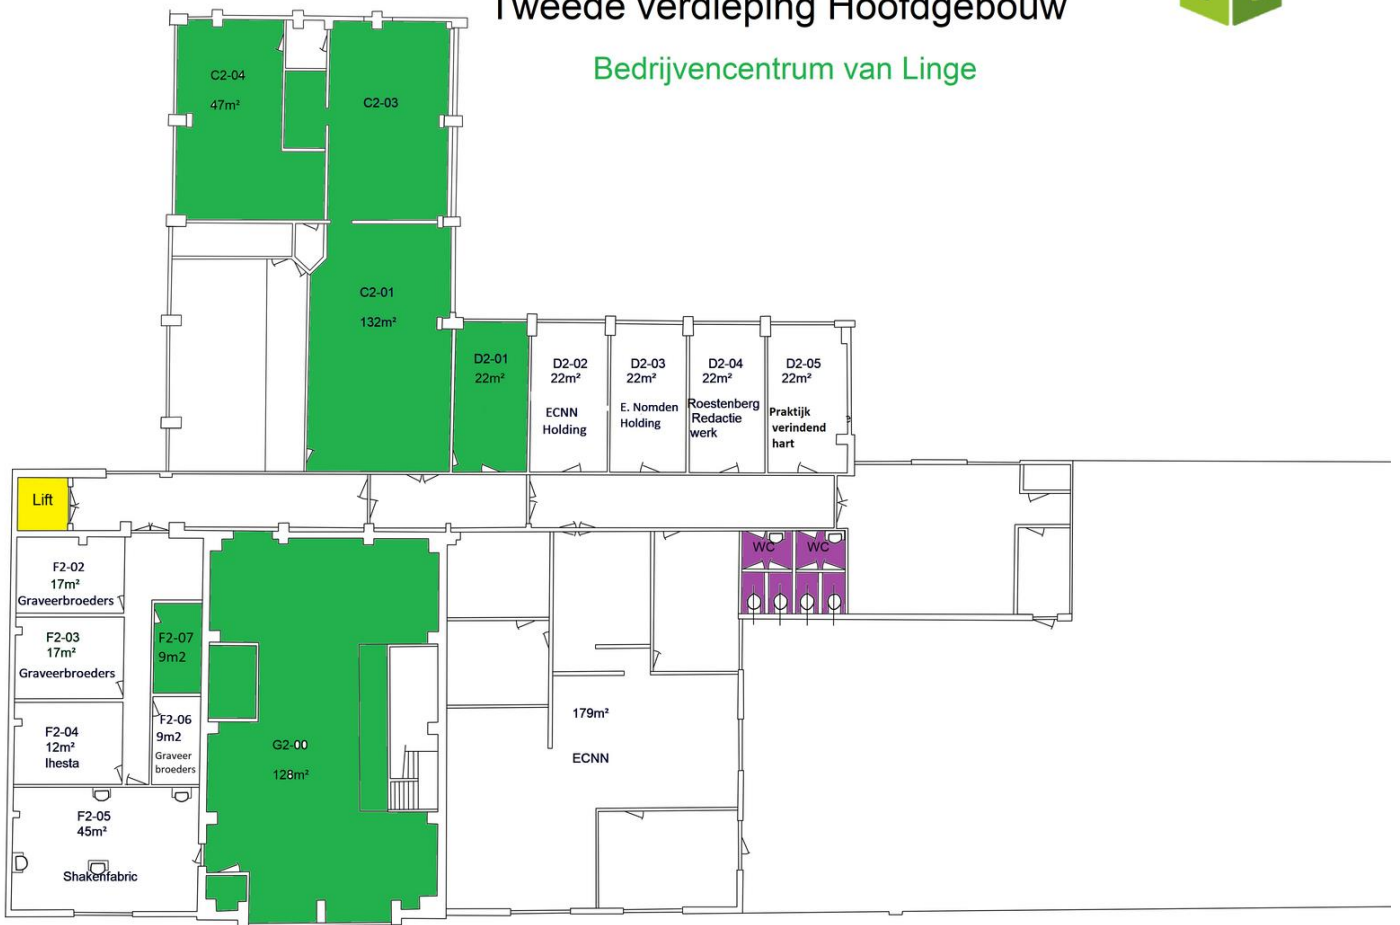 Tweede verdieping Hoofdgebouw
Bedrijvencentrum van Linge
C2-04
47m²
C2-03
C2-01
132m²
D2-01
22m²
D2-02
22m²
ECNN
Holding
D2-03
22m²
E. Nomden
Holding
D2-04
22m²
Roestenberg
Redactie
werk
D2-05
22m²
Praktijk
verindend
hart
e
Lift
WC
WC
F2-02
17m²
Graveerbroeders
F2-03
17m²
Graveerbroeders
F2-04
12m²
Ihesta
F2-05
45m²
Shakenfabric
F2-07
9m2
F2-06
9m2
Graveer
broeders
G2-00
128m²
179m²
ECNN